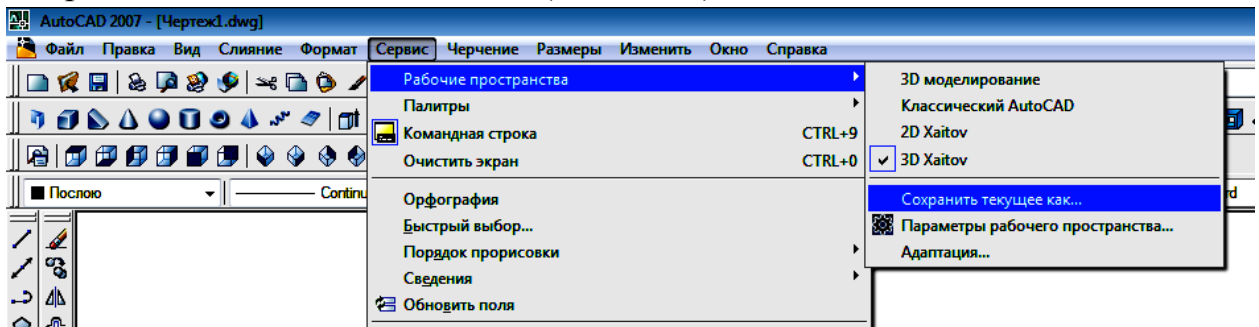 AutoCAD 2007 - [Чертеж1.dwg]
Файл Правка Вид Слияние Формат Сервис Черчение Размеры Изменить Окно Справка
Рабочие пространства
Палитры
Командная строка CTRL+9
Очистить экран CTRL+0
Орфография
Быстрый выбор...
Порядок прорисовки
Сведения
Обновить поля
3D моделирование
Классический AutoCAD
2D Xaitov
3D Xaitov
Сохранить текущее как...
Параметры рабочего пространства...
Адаптация...
Послою
Continu
rd